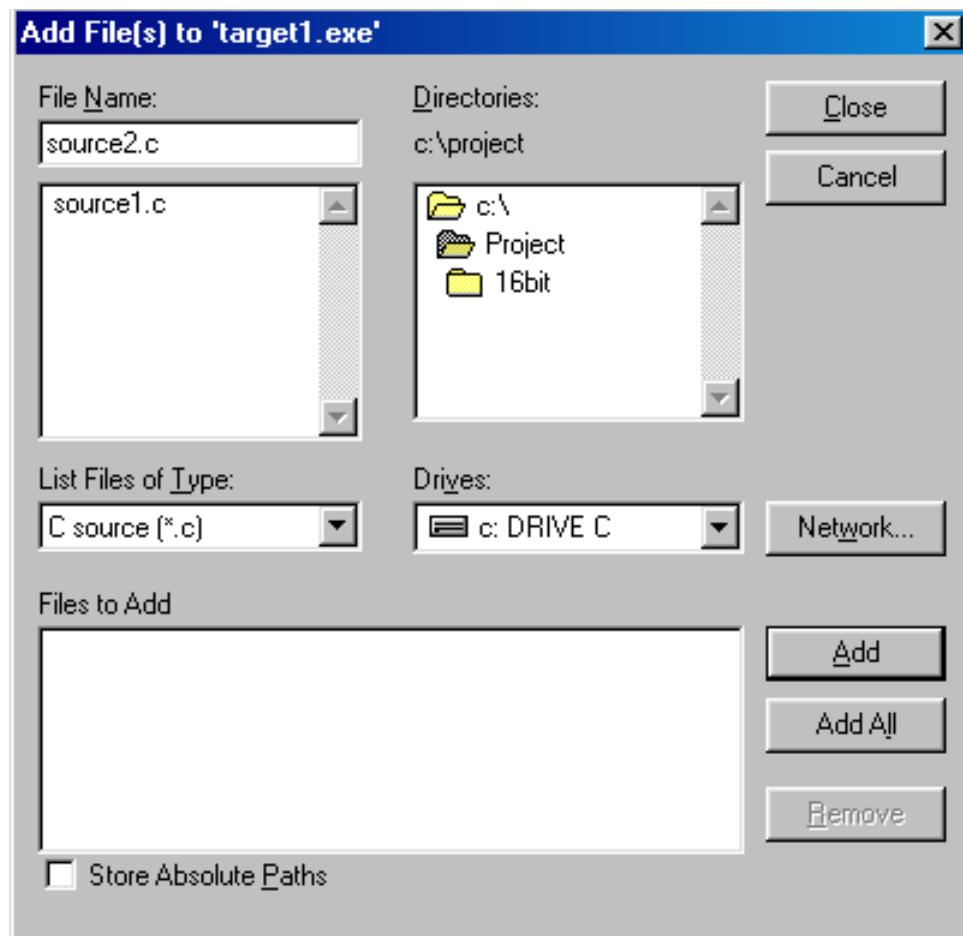 Add File(s) to 'target1.exe'
File Name:
source2.c
source1.c
Directories:
c:\project
c:\
Project
16bit
Close
Cancel
List Files of Type:
C source (*.c)
Drives:
c: DRIVE C
Network...
Files to Add
Add
Add All
Remove
Store Absolute Paths